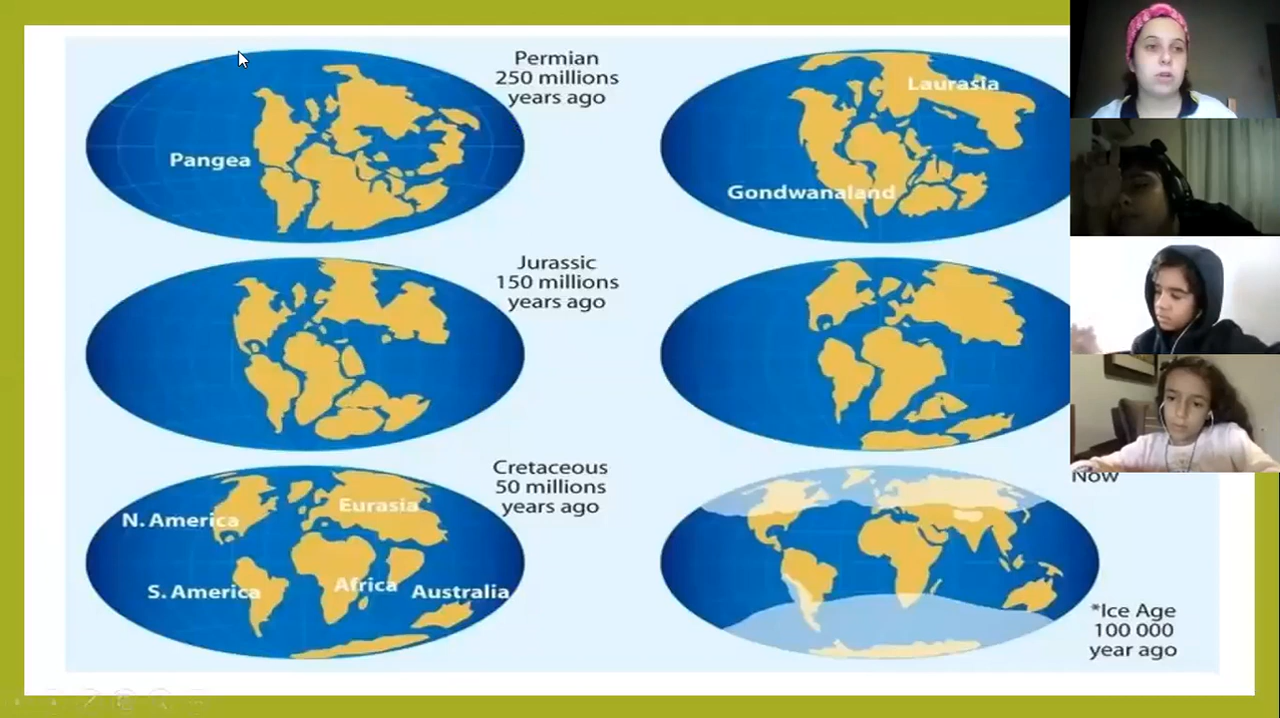 Permian
250 millions
years ago
Pangea
Laurasia
Gondwanaland
Jurassic
150 millions
years ago
Cretaceous
50 millions
years ago
N. America
Eurasia
S. America
Africa
Australia
Now
*Ice Age
100 000
year ago